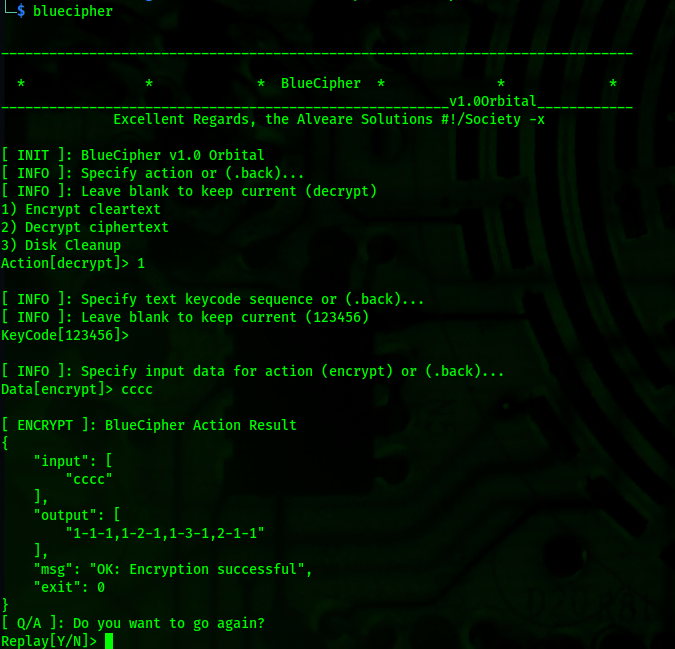 └─$ bluecipher
_______________________________________________________________________________
* * * BlueCipher * * *
________________________________________________________v1.0Orbital____________
Excellent Regards, the Alveare Solutions #!/Society -x
[ INIT ]: BlueCipher v1.0 Orbital
[ INFO ]: Specify action or (.back)...
[ INFO ]: Leave blank to keep current (decrypt)
1) Encrypt cleartext
2) Decrypt ciphertext
3) Disk Cleanup
Action[decrypt]> 1
[ INFO ]: Specify text keycode sequence or (.back)...
[ INFO ]: Leave blank to keep current (123456)
KeyCode[123456]>
[ INFO ]: Specify input data for action (encrypt) or (.back)...
Data[encrypt]> cccc
[ ENCRYPT ]: BlueCipher Action Result
{
    "input": [
        "cccc"
    ],
    "output": [
        "1-1-1,1-2-1,1-3-1,2-1-1"
    ],
    "msg": "OK: Encryption successful",
    "exit": 0
}
[ Q/A ]: Do you want to go again?
Replay[Y/N]>